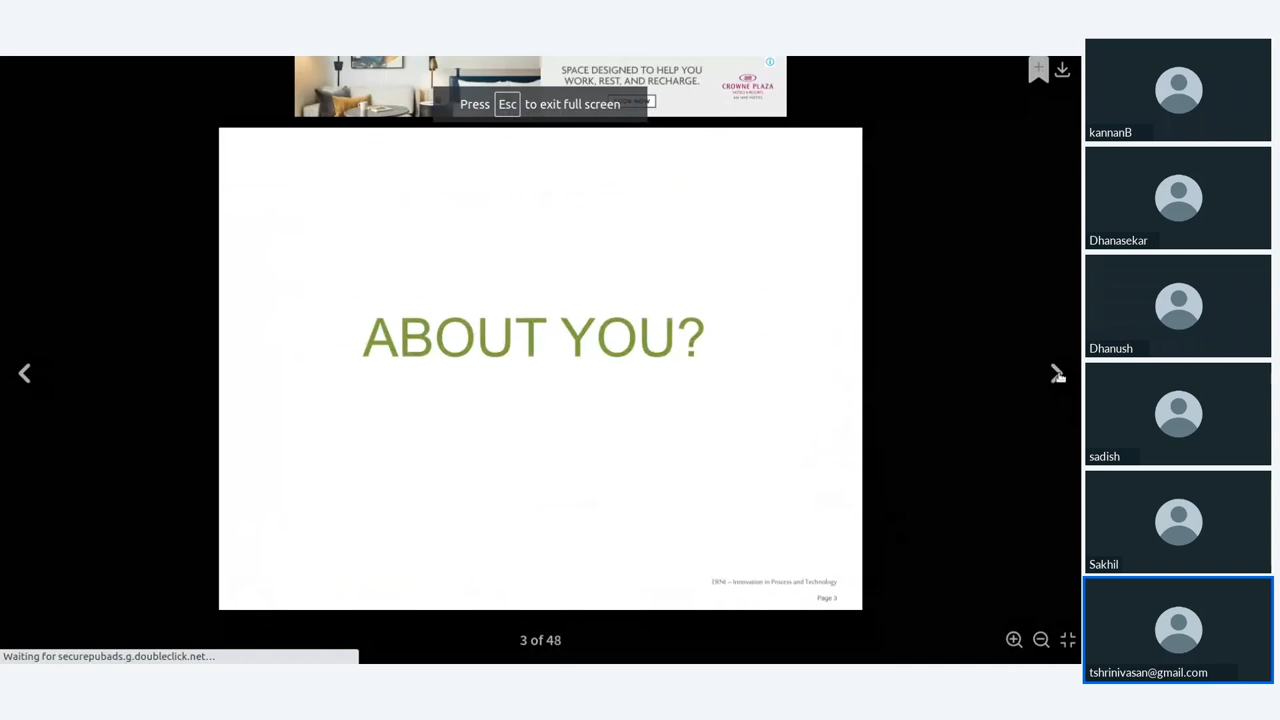 SPACE DESIGNED TO HELP YOU
WORK, REST, AND RECHARGE.
CROWNE PLAZA
Press Esc to exit full screen
ABOUT YOU?
ERNI – Innovation in Process and Technology
Page 3
3 of 48
Waiting for securepubads.g.doubleclick.net...
kannanB
Dhanasekar
Dhanush
sadish
Sakhil
tshrinivasan@gmail.com